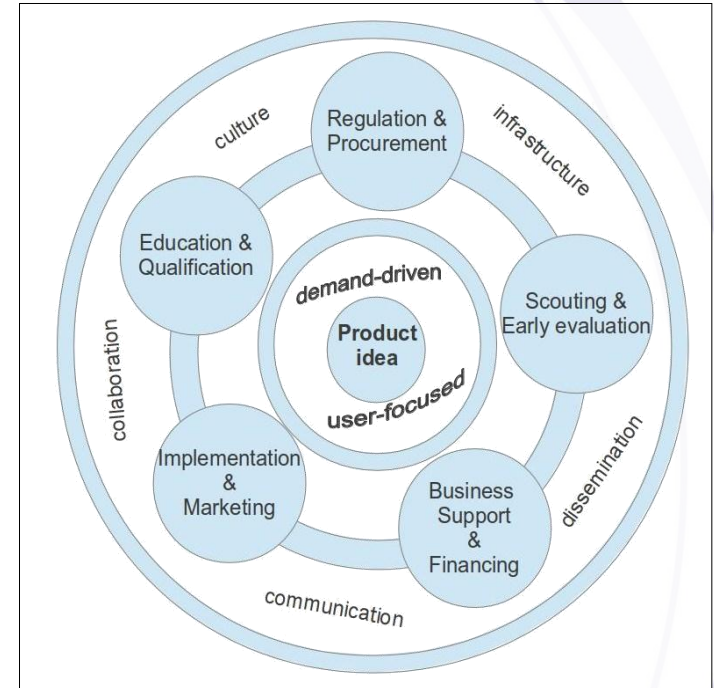 culture
infrastructure
Regulation &
Procurement
Education &
Qualification
Scouting &
Early evaluation
demand-driven
Product
idea
user-focused
collaboration
dissemination
Implementation
&
Marketing
Business
Support
&
Financing
communication